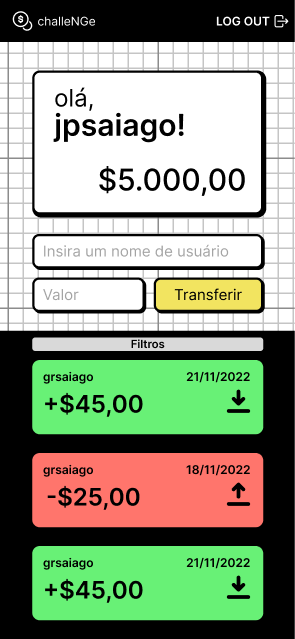 challeNGe LOG OUT
olá,
jpsaiago!
$5.000,00
Insira um nome de usuário
Valor Transferir
Filtros
grsaiago 21/11/2022
+$45,00
grsaiago 18/11/2022
-$25,00
grsaiago 21/11/2022
+$45,00